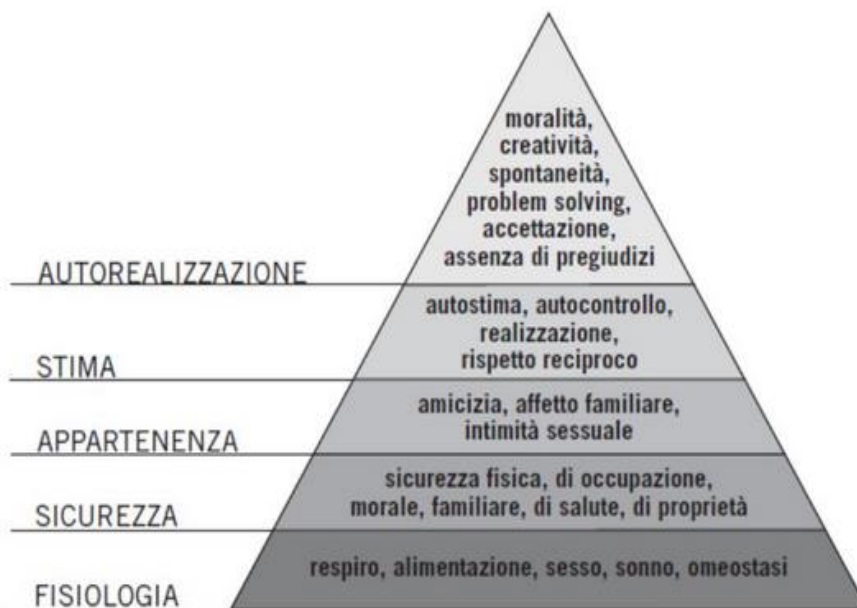 moralità,
creatività,
spontaneità,
problem solving,
accettazione,
assenza di pregiudizi
AUTOREALIZZAZIONE
autostima, autocontrollo,
realizzazione,
rispetto reciproco
STIMA
amicizia, affetto familiare,
intimità sessuale
APPARTENENZA
sicurezza fisica, di occupazione,
morale, familiare, di salute, di proprietà
SICUREZZA
respiro, alimentazione, sesso, sonno, omeostasi
FISIOLOGIA